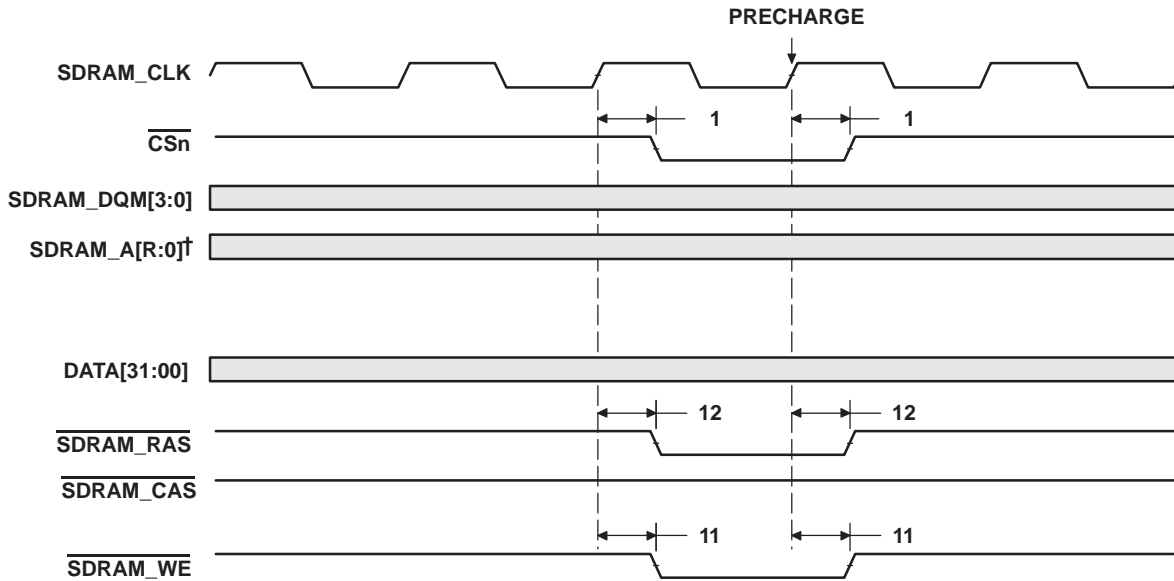 PRECHARGE
SDRAM_CLK
1 1
CSn
SDRAM_DQM[3:0]
SDRAM_A[R:0]†
DATA[31:00]
12 12
SDRAM_RAS
SDRAM_CAS
11 11
SDRAM_WE